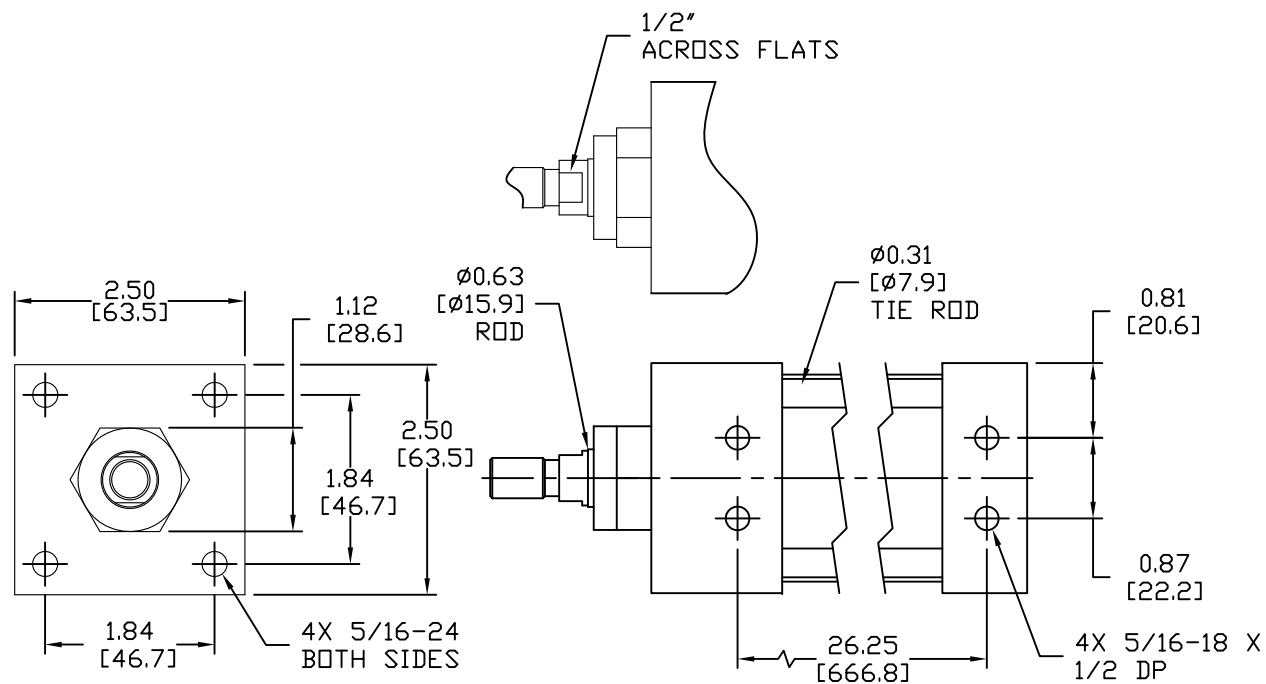 1/2"
ACROSS FLATS
Ø0.63
[Ø15.9]
ROD
Ø0.31
[Ø7.9]
TIE ROD
0.81
[20.6]
2.50
[63.5]
1.12
[28.6]
2.50
[63.5]
1.84
[46.7]
0.87
[22.2]
1.84
[46.7]
4X 5/16-24
BOTH SIDES
26.25
[666.8]
4X 5/16-18 X
1/2 DP